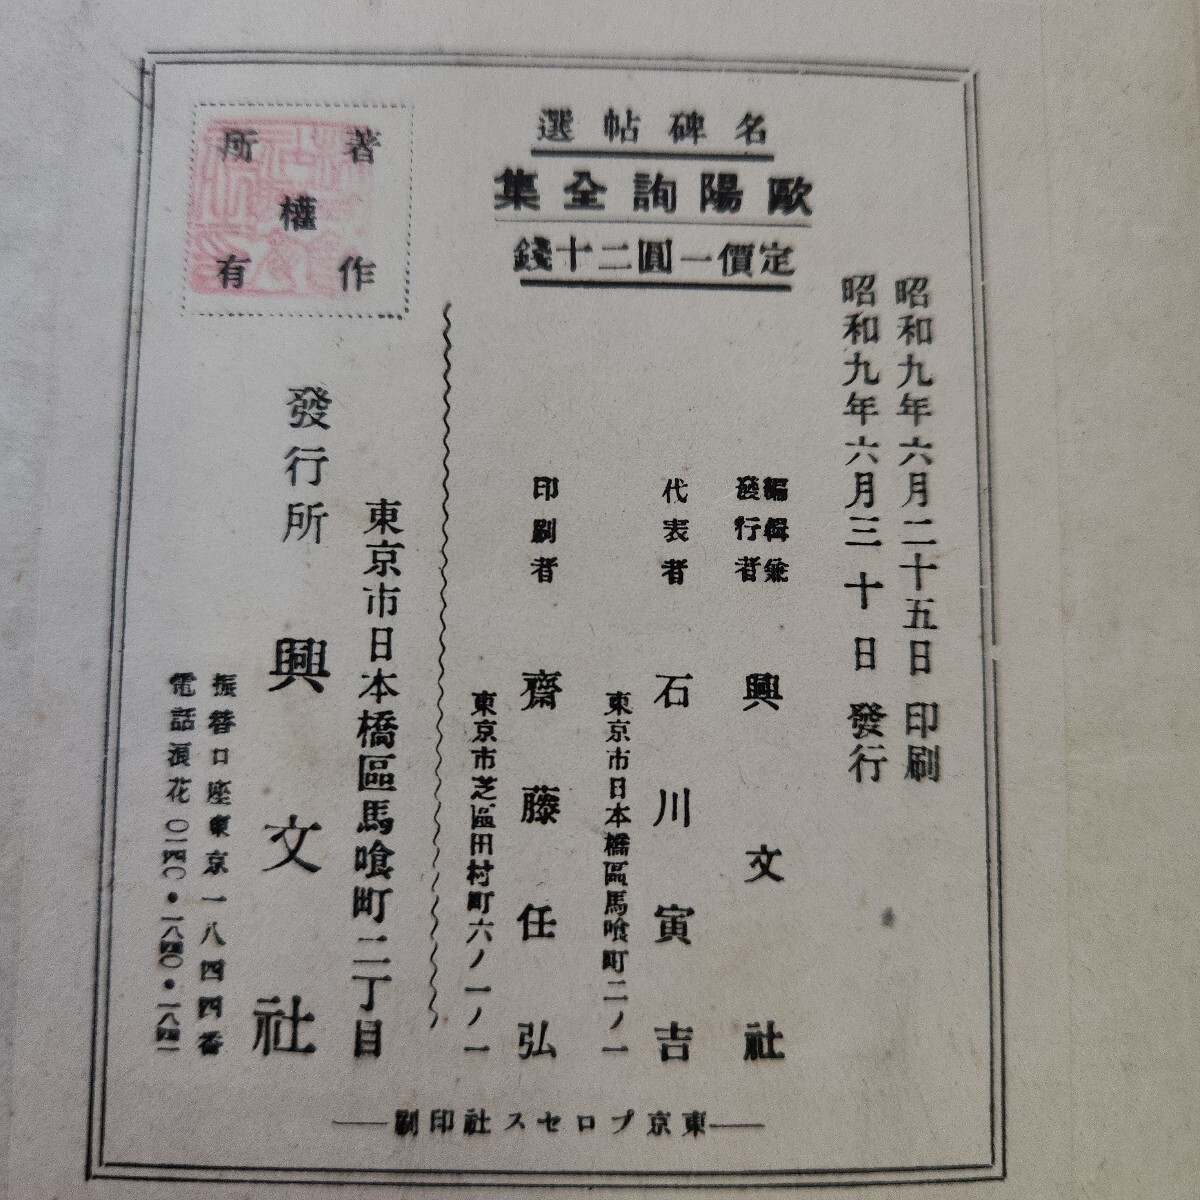 昭和九年六月二十五日 印刷
昭和九年六月三十日 發行
名碑帖選
歐陽詢全集
定價一圓二十錢
編輯兼
發行者
興文社
代表者 石川寅吉
東京市日本橋區馬喰町二ノ一
印刷者 齋藤任弘
東京市芝區田村町六ノ一ノ一
著作權所有
東京市日本橋區馬喰町二丁目
發行所 興文社
振替口座東京一八四四番
電話浪花 〇一四〇・一八四〇・一八四一
東京プロセス社印刷